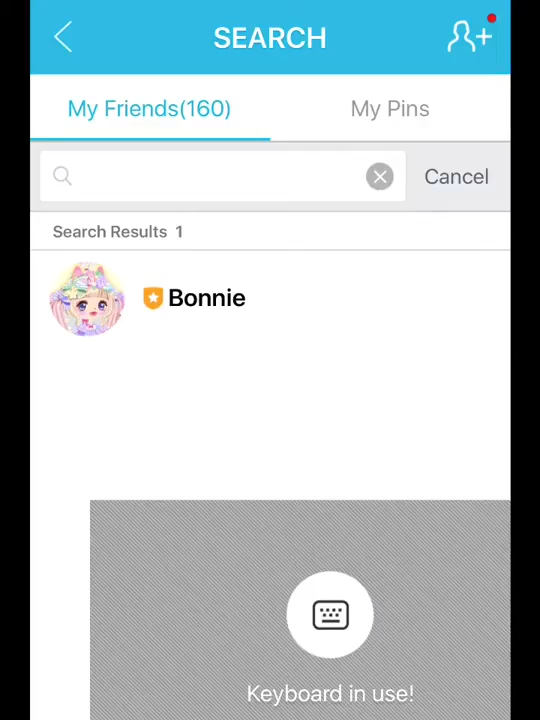 SEARCH
My Friends(160)
My Pins
Cancel
Search Results 1
Bonnie
Keyboard in use!